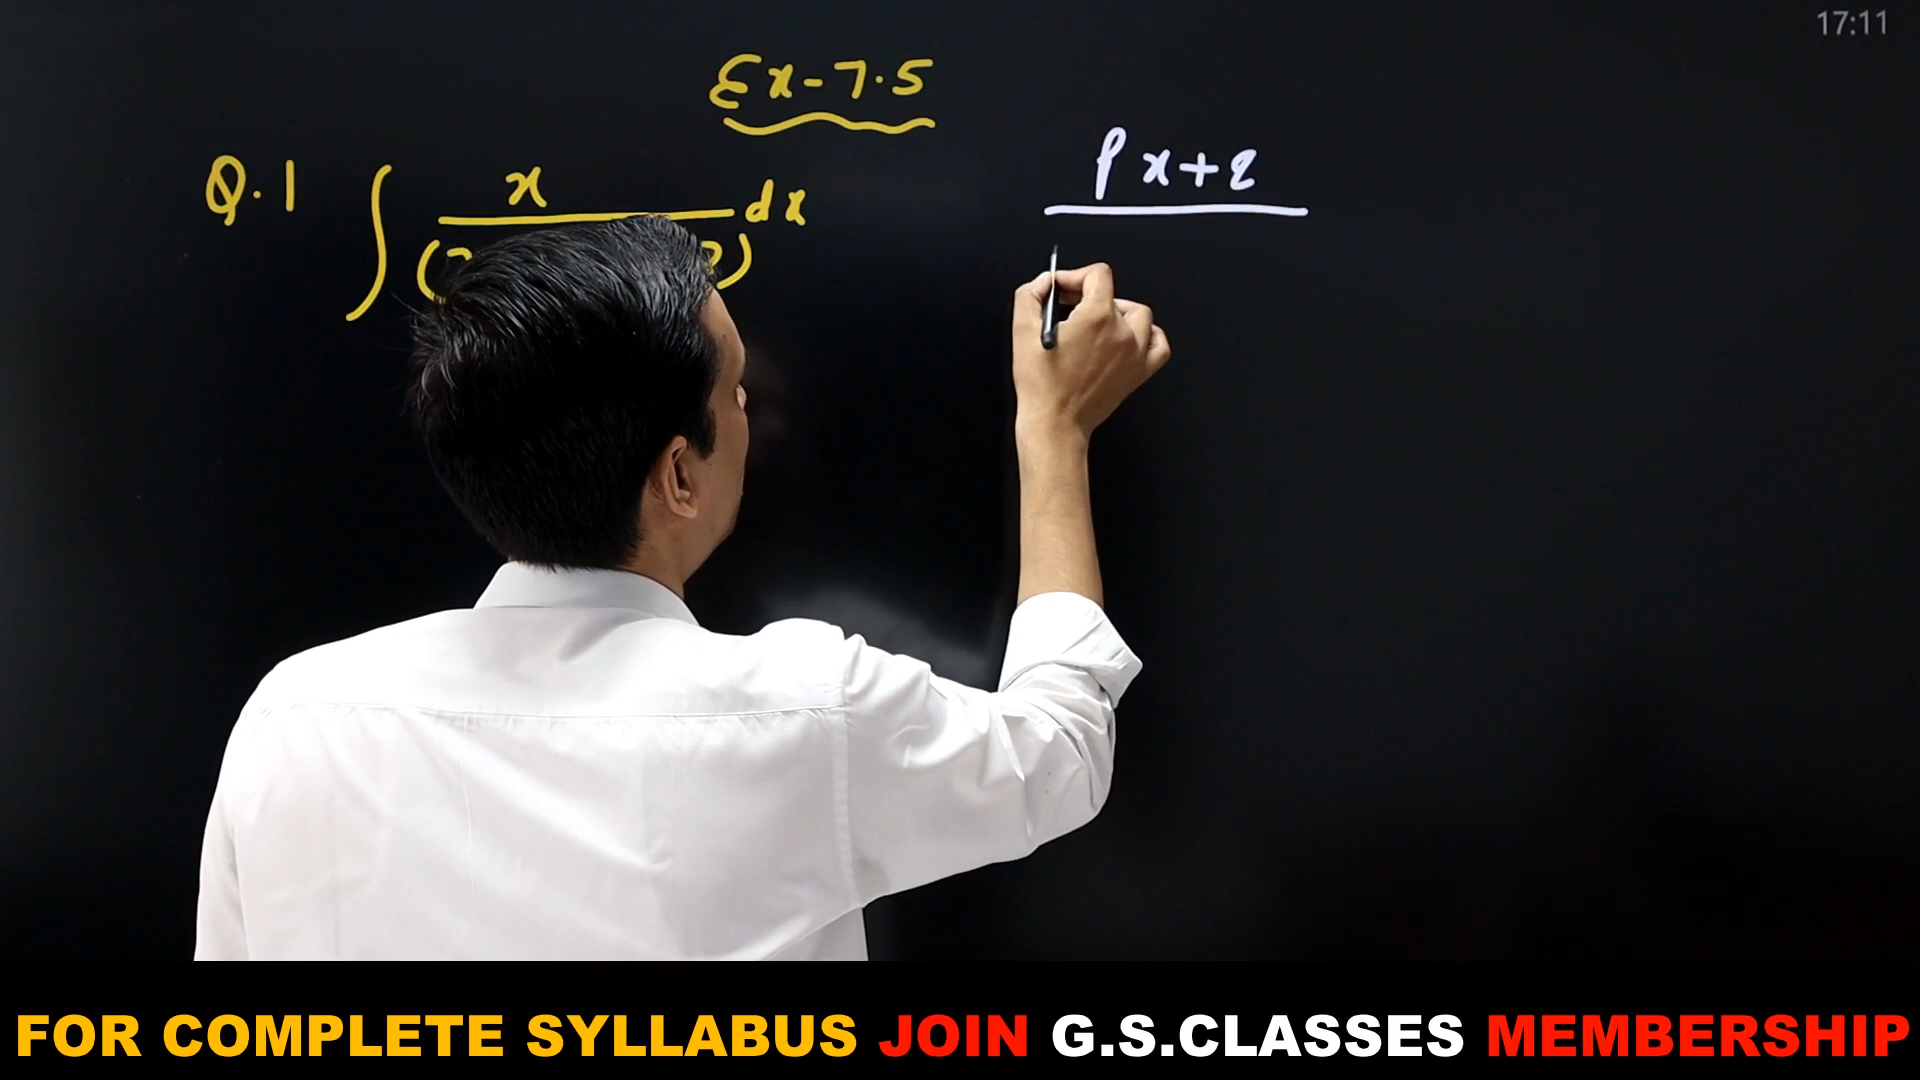 17:11
Ex-7.5
Q.1 ∫ x dx
( )
px+q
FOR COMPLETE SYLLABUS JOIN G.S.CLASSES MEMBERSHIP